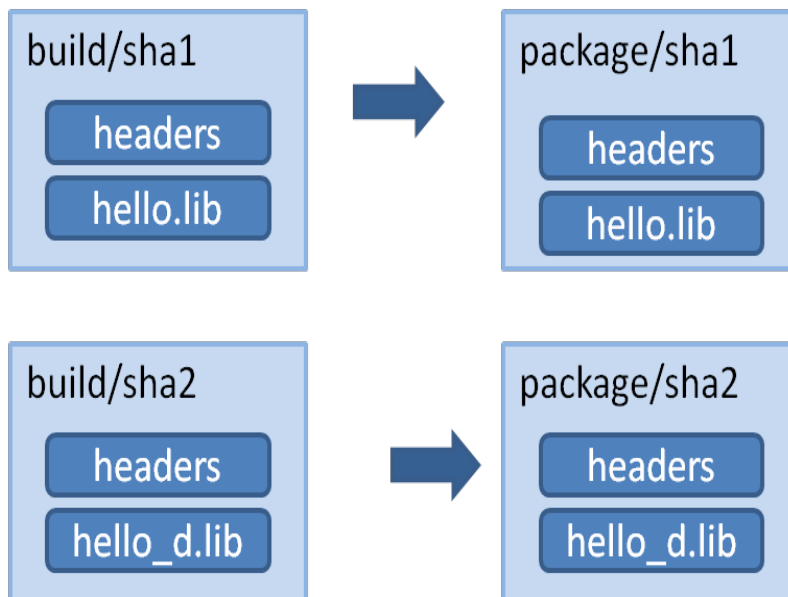 build/sha1
headers
hello.lib
package/sha1
headers
hello.lib
build/sha2
headers
hello_d.lib
package/sha2
headers
hello_d.lib